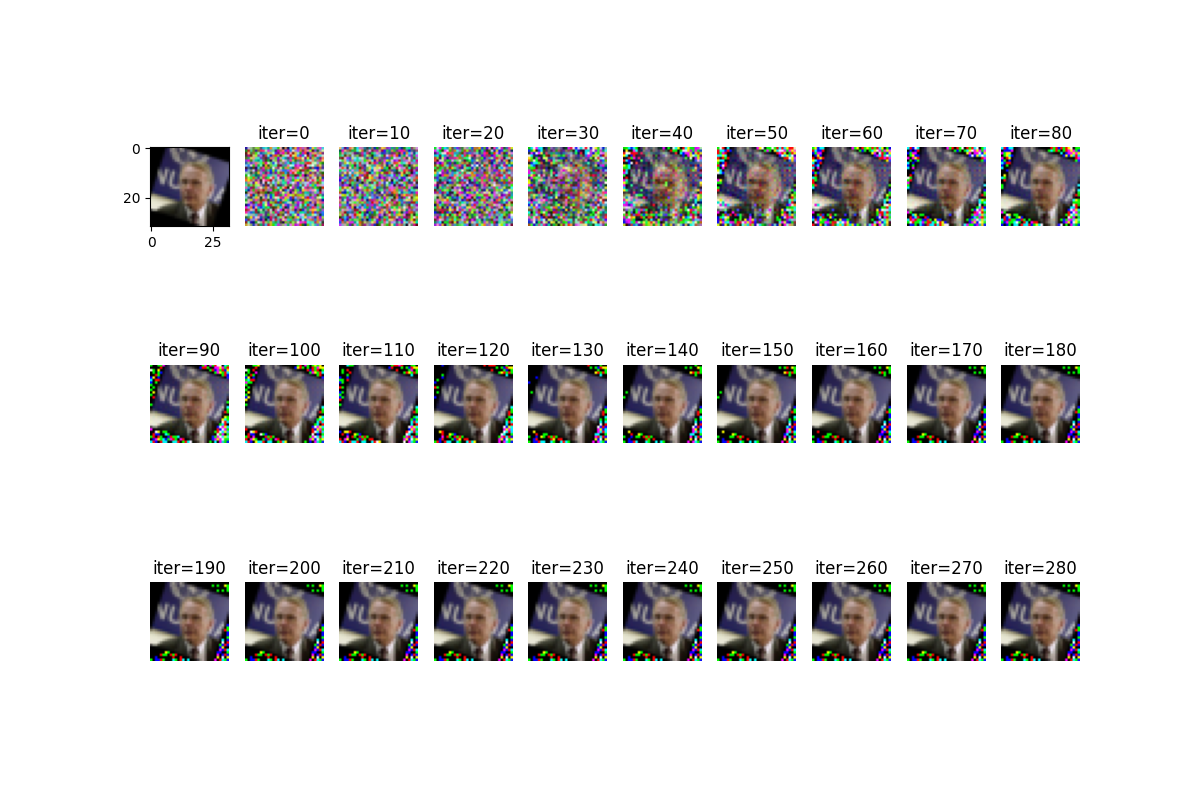 iter=0 iter=10 iter=20 iter=30 iter=40 iter=50 iter=60 iter=70 iter=80
0
20
0 25
iter=90 iter=100 iter=110 iter=120 iter=130 iter=140 iter=150 iter=160 iter=170 iter=180
iter=190 iter=200 iter=210 iter=220 iter=230 iter=240 iter=250 iter=260 iter=270 iter=280